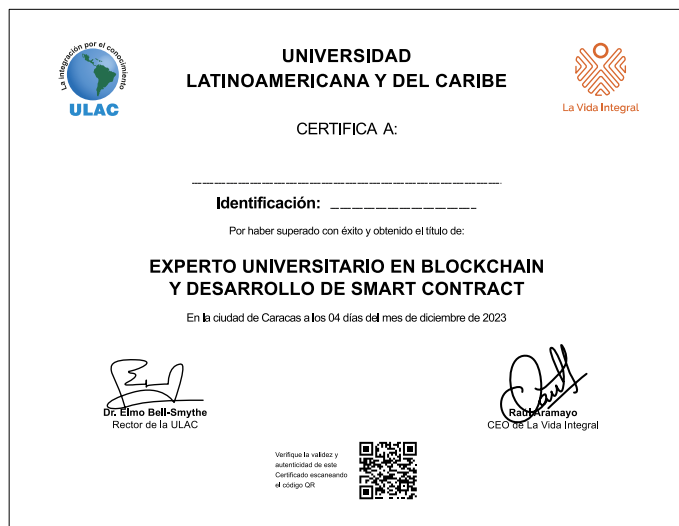 La integración por el conocimiento
ULAC
UNIVERSIDAD
LATINOAMERICANA Y DEL CARIBE
La Vida Integral
CERTIFICA A:
Identificación:
Por haber superado con éxito y obtenido el título de:
EXPERTO UNIVERSITARIO EN BLOCKCHAIN
Y DESARROLLO DE SMART CONTRACT
En la ciudad de Caracas a los 04 días del mes de diciembre de 2023
Dr. Elmo Bell-Smythe
Rector de la ULAC
Raúl Aramayo
CEO de La Vida Integral
Verifique la validez y
autenticidad de este
Certificado escaneando
el código QR